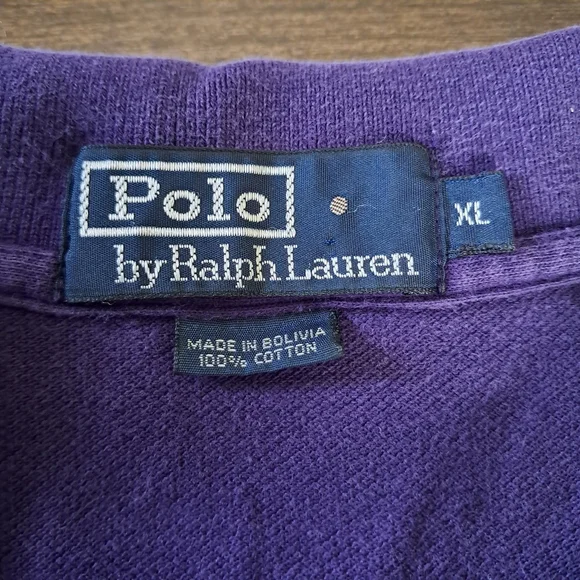 Polo
by Ralph Lauren
XL
MADE IN BOLIVIA
100% COTTON